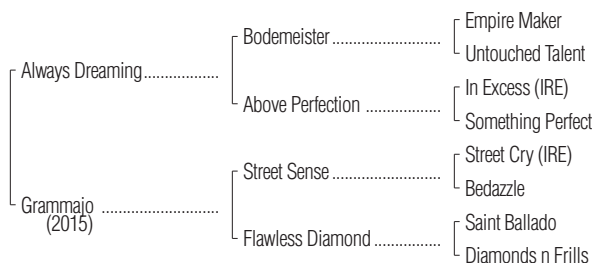 Empire Maker
Bodemeister
Untouched Talent
Always Dreaming
In Excess (IRE)
Above Perfection
Something Perfect
Street Cry (IRE)
Street Sense
Bedazzle
Grammajo
(2015)
Saint Ballado
Flawless Diamond
Diamonds n Frills